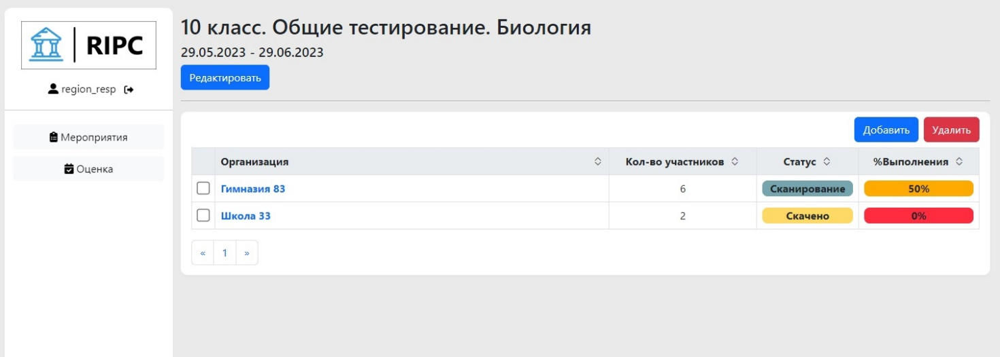 RIPC
region_resp
Мероприятия
Оценка
10 класс. Общие тестирование. Биология
29.05.2023 - 29.06.2023
Редактировать
Добавить Удалить
Организация Кол-во участников Статус %Выполнения
Гимназия 83 6 Сканирование 50%
Школа 33 2 Скачено 0%
« 1 »